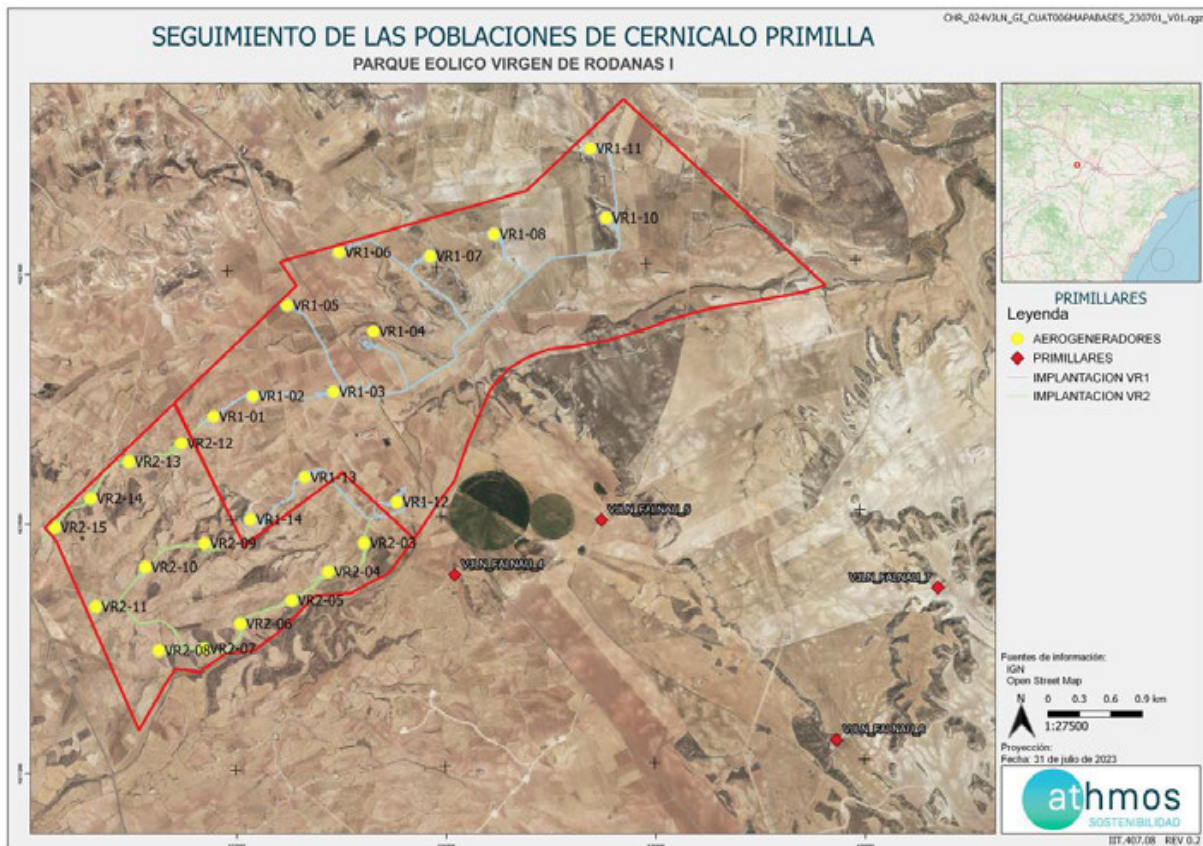 CHR_024VJLN_GI_CUAT006MAPABASES_230701_V01.qgz
SEGUIMIENTO DE LAS POBLACIONES DE CERNICALO PRIMILLA
PARQUE EOLICO VIRGEN DE RODANAS I
VR1-11
VR1-10
VR1-08
VR1-06
VR1-07
VR1-05
VR1-04
VR1-02
VR1-03
VR1-01
VR2-12
VR2-13
VR1-13
VR2-14
VR1-12
VR1-14
VR2-15
VR2-09
VR2-03
VR2-10
VR2-04
VR2-11
VR2-05
VR2-06
VR2-08
VR2-07
VJLN_FALNAU_5
VJLN_FALNAU_4
VJLN_FALNAU_7
VJLN_FALNAU_6
PRIMILLARES
Leyenda
AEROGENERADORES
PRIMILLARES
IMPLANTACION VR1
IMPLANTACION VR2
Fuentes de información:
IGN
Open Street Map
N 0 0.3 0.6 0.9 km
1:27500
Proyección:
Fecha: 31 de julio de 2023
athmos
SOSTENIBILIDAD
IIT.407.08 REV 0.2